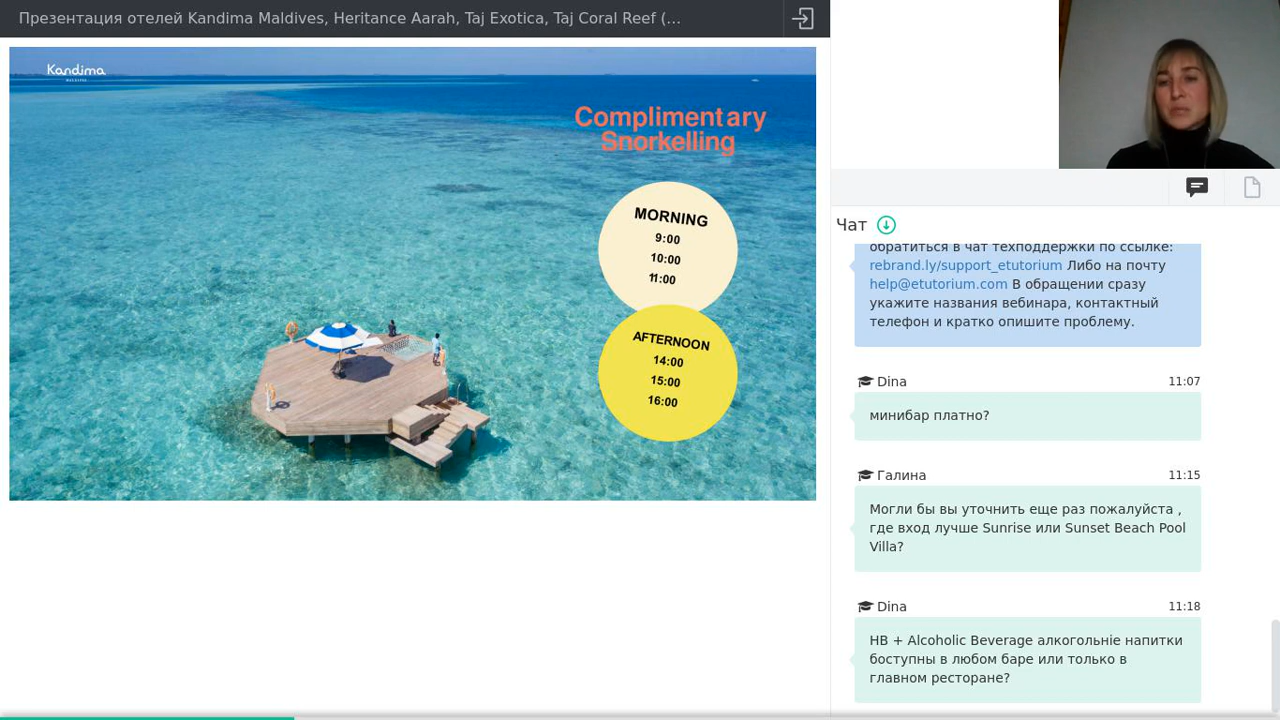 Презентация отелей Kandima Maldives, Heritance Aarah, Taj Exotica, Taj Coral Reef (...
Kandima
Complimentary
Snorkelling
MORNING
9:00
10:00
11:00
AFTERNOON
14:00
15:00
16:00
Чат
обратиться в чат техподдержки по ссылке:
rebrand.ly/support_etutorium Либо на почту
help@etutorium.com В обращении сразу
укажите названия вебинара, контактный
телефон и кратко опишите проблему.
Dina 11:07
минибар платно?
Галина 11:15
Могли бы вы уточнить еще раз пожалуйста ,
где вход лучше Sunrise или Sunset Beach Pool
Villa?
Dina 11:18
HB + Alcoholic Beverage алкогольніе напитки
боступны в любом баре или только в
главном ресторане?